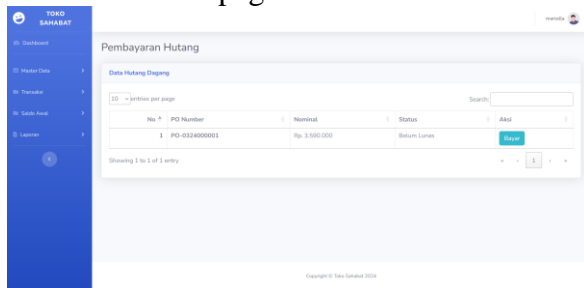 pag
TOKO
SAHABAT
Dashboard
Master Data
Transaksi
Saldo Awal
Laporan
Pembayaran Hutang
Data Hutang Dagang
10 entries per page
Search:
No PO Number Nominal Status Aksi
1 PO-0324000001 Rp. 3.500.000 Belum Lunas Bayar
Showing 1 to 1 of 1 entry
« ‹ 1 › »
Copyright © Toko Sahabat 2024